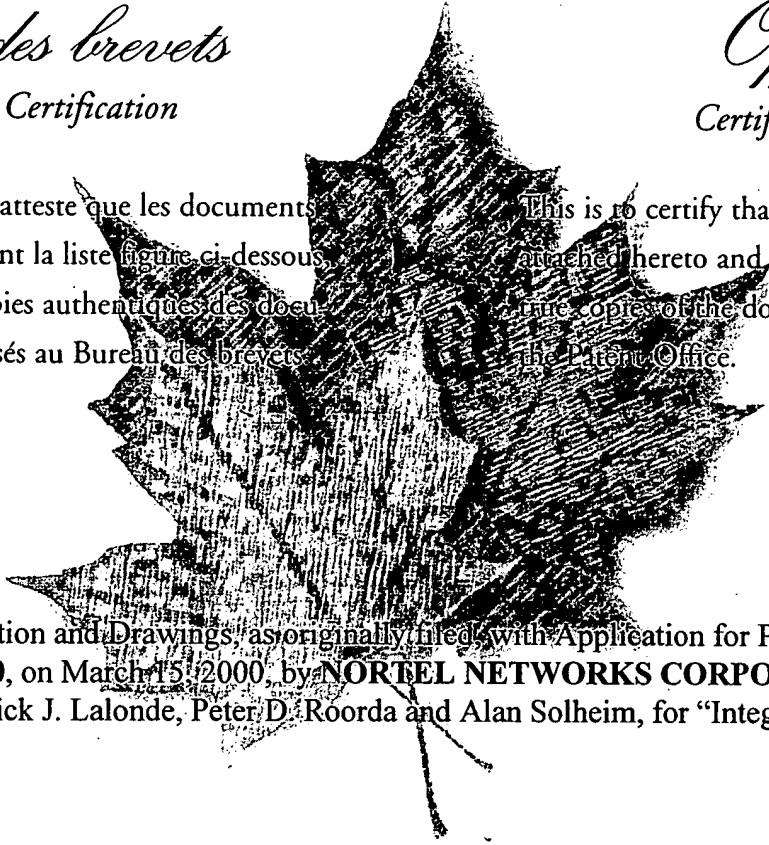 des brevets
Certification
Certif
atteste que les documents
nt la liste figure ci-dessous
pies authentiques des docu
sés au Bureau des brevets.
This is to certify tha
attached hereto and
true copies of the do
the Patent Office.
tion and Drawings, as originally filed, with Application for P
0, on March 15, 2000, by NORTEL NETWORKS CORPO
ick J. Lalonde, Peter D. Roorda and Alan Solheim, for “Integ